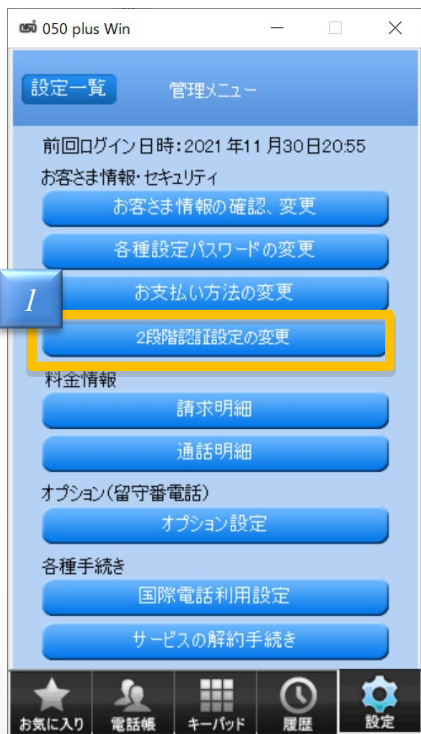 050 050 plus Win
設定一覧 管理メニュー
前回ログイン日時:2021年11月30日20:55
お客さま情報・セキュリティ
お客さま情報の確認、変更
各種設定パスワードの変更
お支払い方法の変更
1
2段階認証設定の変更
料金情報
請求明細
通話明細
オプション(留守番電話)
オプション設定
各種手続き
国際電話利用設定
サービスの解約手続き
お気に入り 電話帳 キーパッド 履歴 設定